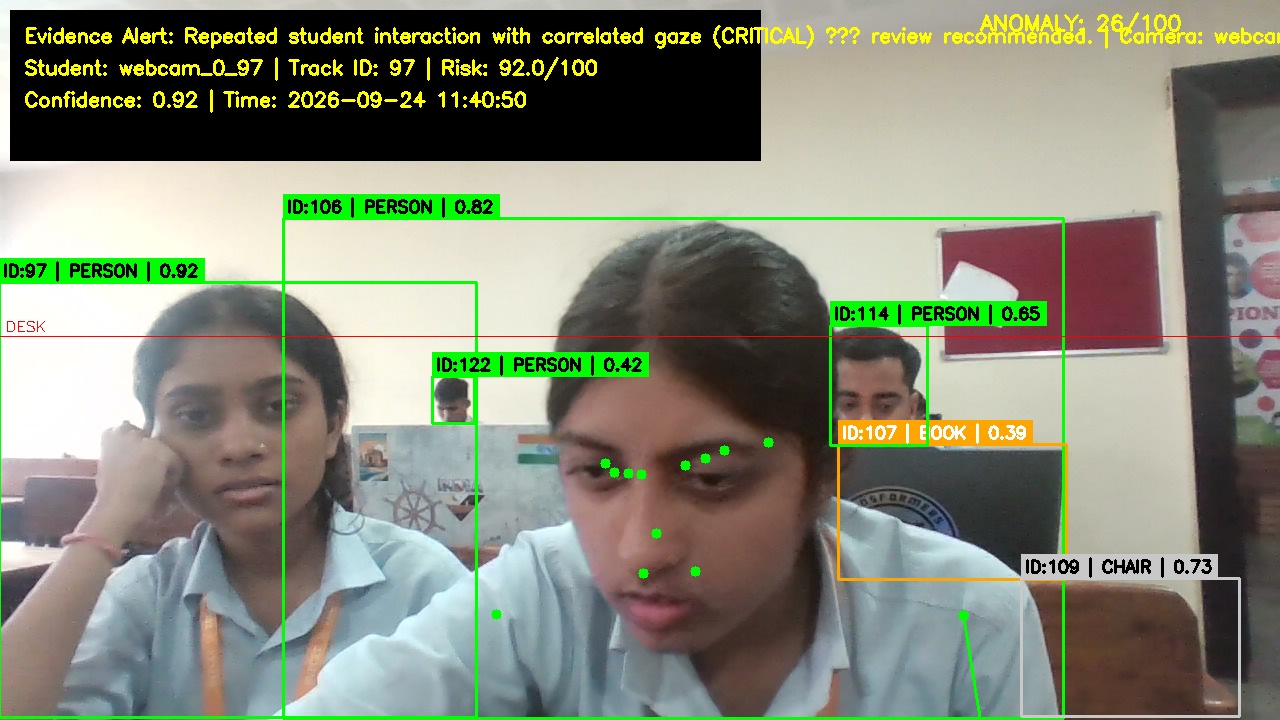 ANOMALY: 26/100
Evidence Alert: Repeated student interaction with correlated gaze (CRITICAL) ??? review recommended. | Camera: webcam
Student: webcam_0_97 | Track ID: 97 | Risk: 92.0/100
Confidence: 0.92 | Time: 2026-09-24 11:40:50
ID:106 | PERSON | 0.82
ID:97 | PERSON | 0.92
ID:114 | PERSON | 0.65
DESK
ID:122 | PERSON | 0.42
ID:107 | BOOK | 0.39
INDIA
ID:109 | CHAIR | 0.73